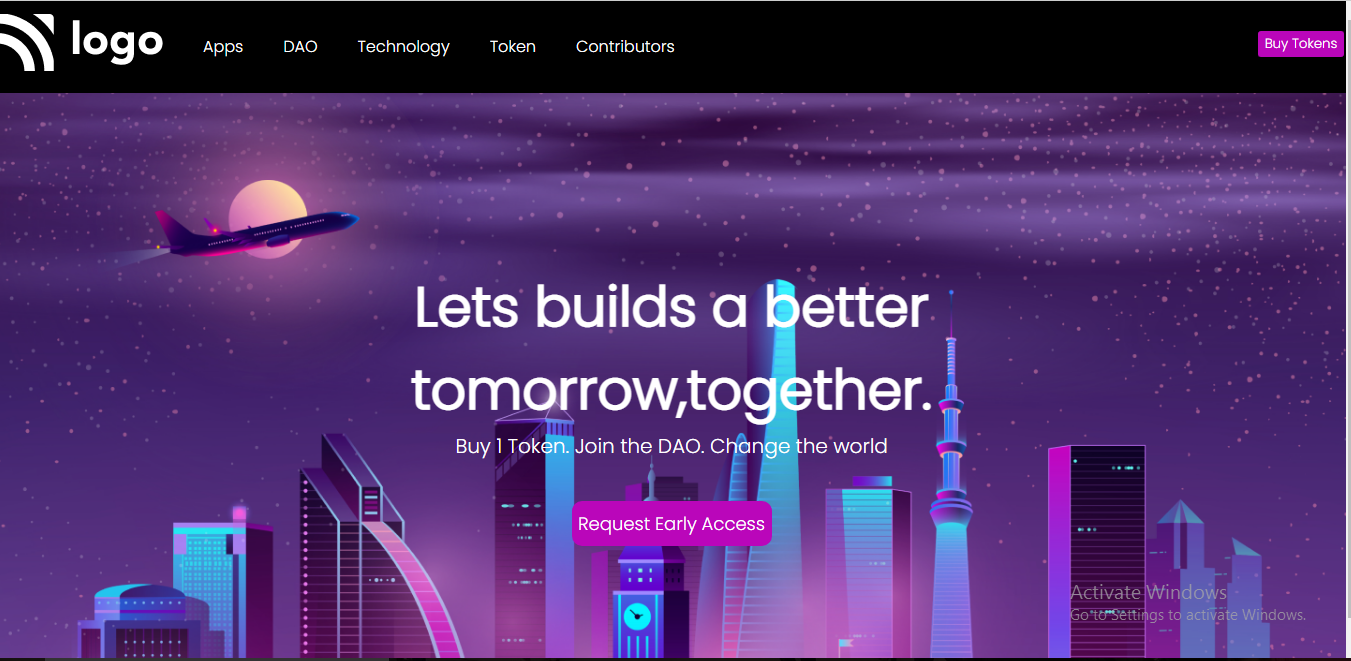 logo
Apps
DAO
Technology
Token
Contributors
Buy Tokens
Lets builds a better
tomorrow,together.
Buy 1 Token. Join the DAO. Change the world
Request Early Access
Activate Windows
Go to Settings to activate Windows.